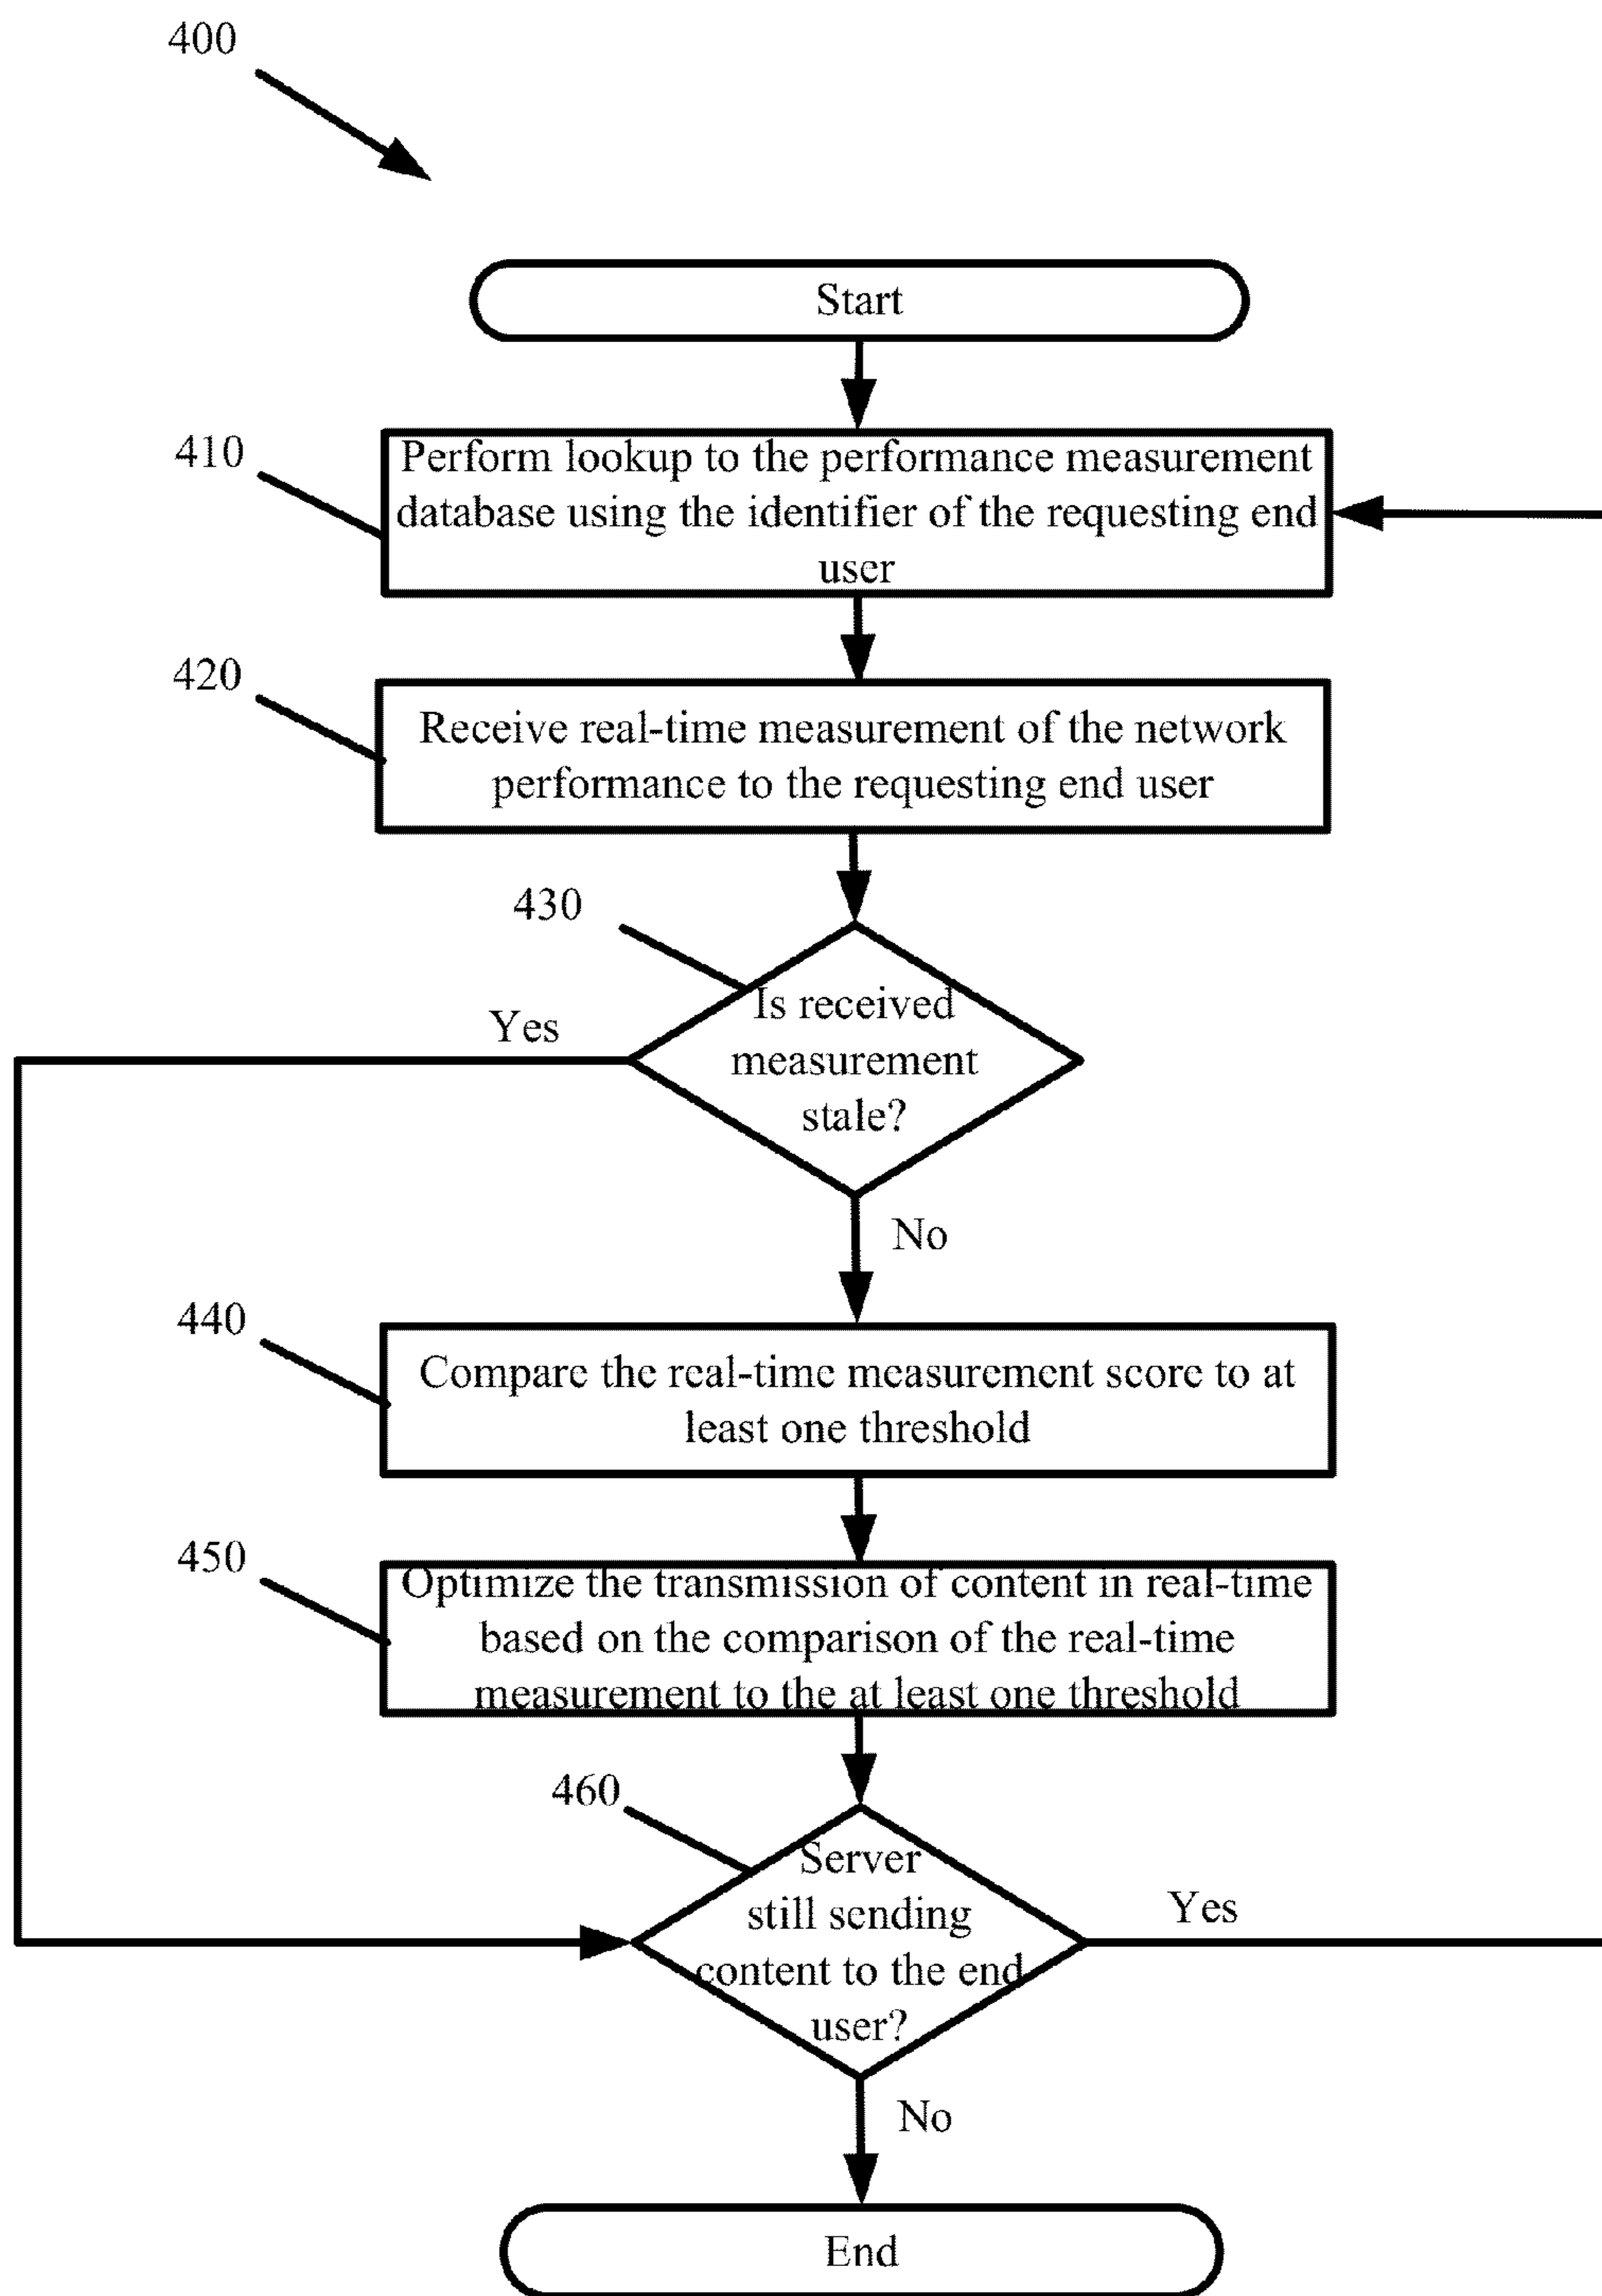 400
Start
410
Perform lookup to the performance measurement
database using the identifier of the requesting end
user
420
Receive real-time measurement of the network
performance to the requesting end user
430
Is received
measurement
stale?
Yes
No
440
Compare the real-time measurement score to at
least one threshold
450
Optimize the transmission of content in real-time
based on the comparison of the real-time
measurement to the at least one threshold
460
Server
still sending
content to the end
user?
Yes
No
End